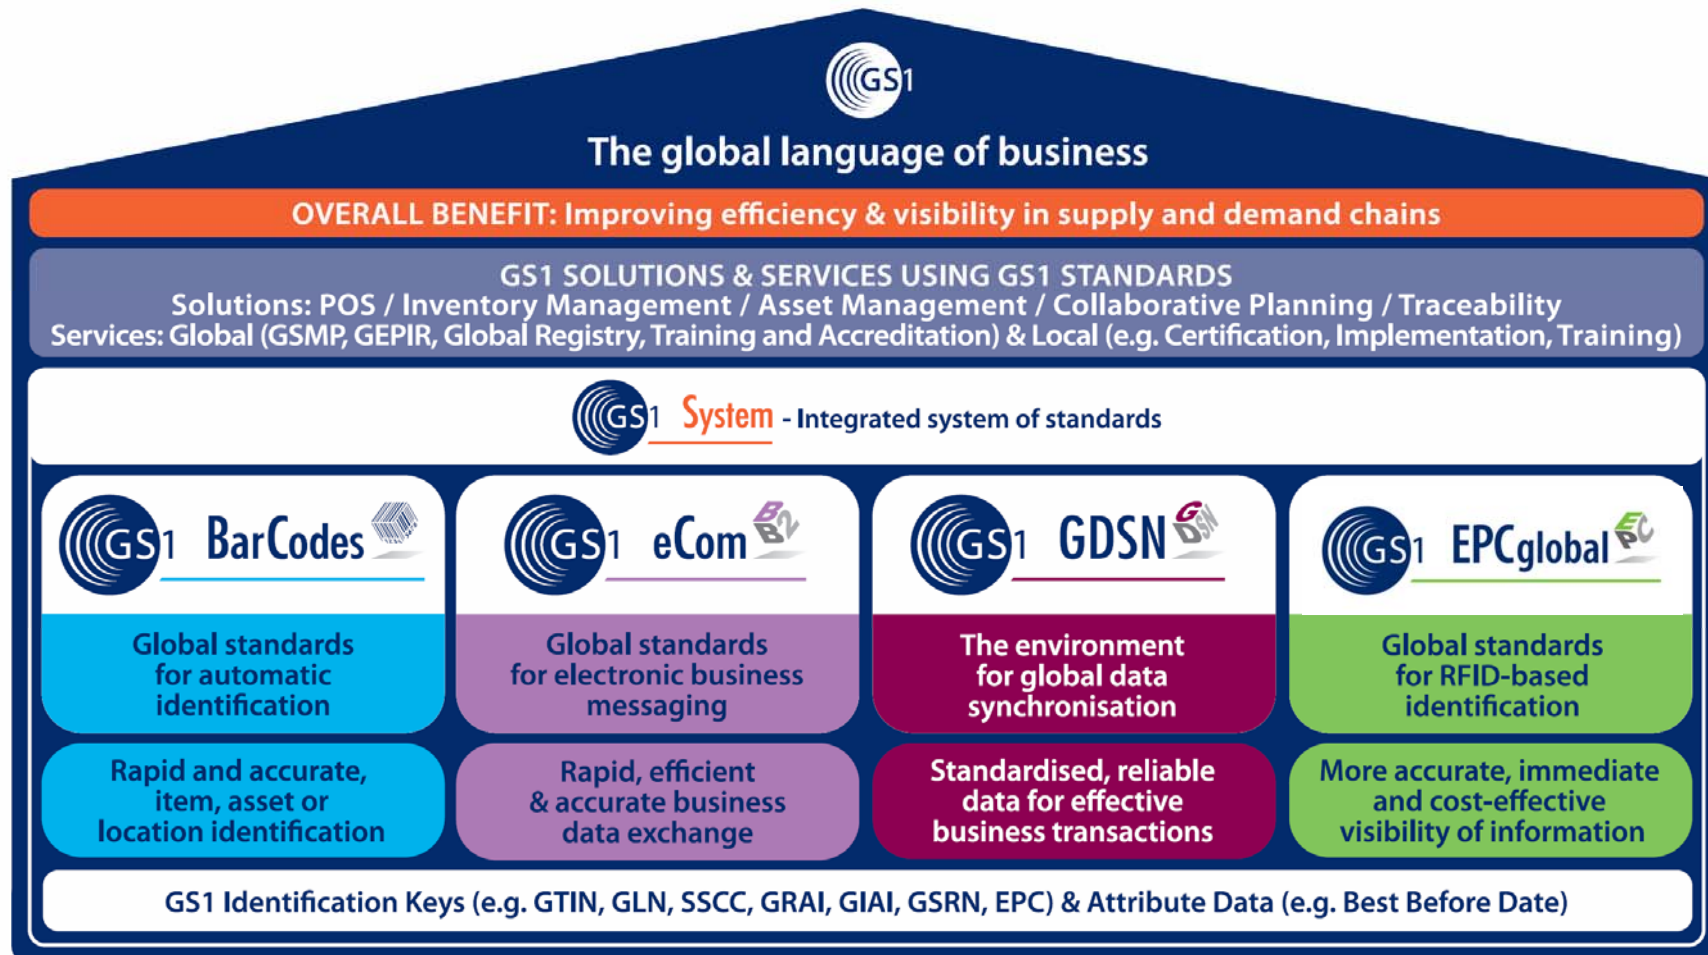 GS1
The global language of business
OVERALL BENEFIT: Improving efficiency & visibility in supply and demand chains
GS1 SOLUTIONS & SERVICES USING GS1 STANDARDS
Solutions: POS / Inventory Management / Asset Management / Collaborative Planning / Traceability
Services: Global (GSMP, GEPIR, Global Registry, Training and Accreditation) & Local (e.g. Certification, Implementation, Training)
GS1 System - Integrated system of standards
GS1 BarCodes
Global standards
for automatic
identification
Rapid and accurate,
item, asset or
location identification
GS1 eCom B2B
Global standards
for electronic business
messaging
Rapid, efficient
& accurate business
data exchange
GS1 GDSN GDSN
The environment
for global data
synchronisation
Standardised, reliable
data for effective
business transactions
GS1 EPCglobal EPC
Global standards
for RFID-based
identification
More accurate, immediate
and cost-effective
visibility of information
GS1 Identification Keys (e.g. GTIN, GLN, SSCC, GRAI, GIAI, GSRN, EPC) & Attribute Data (e.g. Best Before Date)